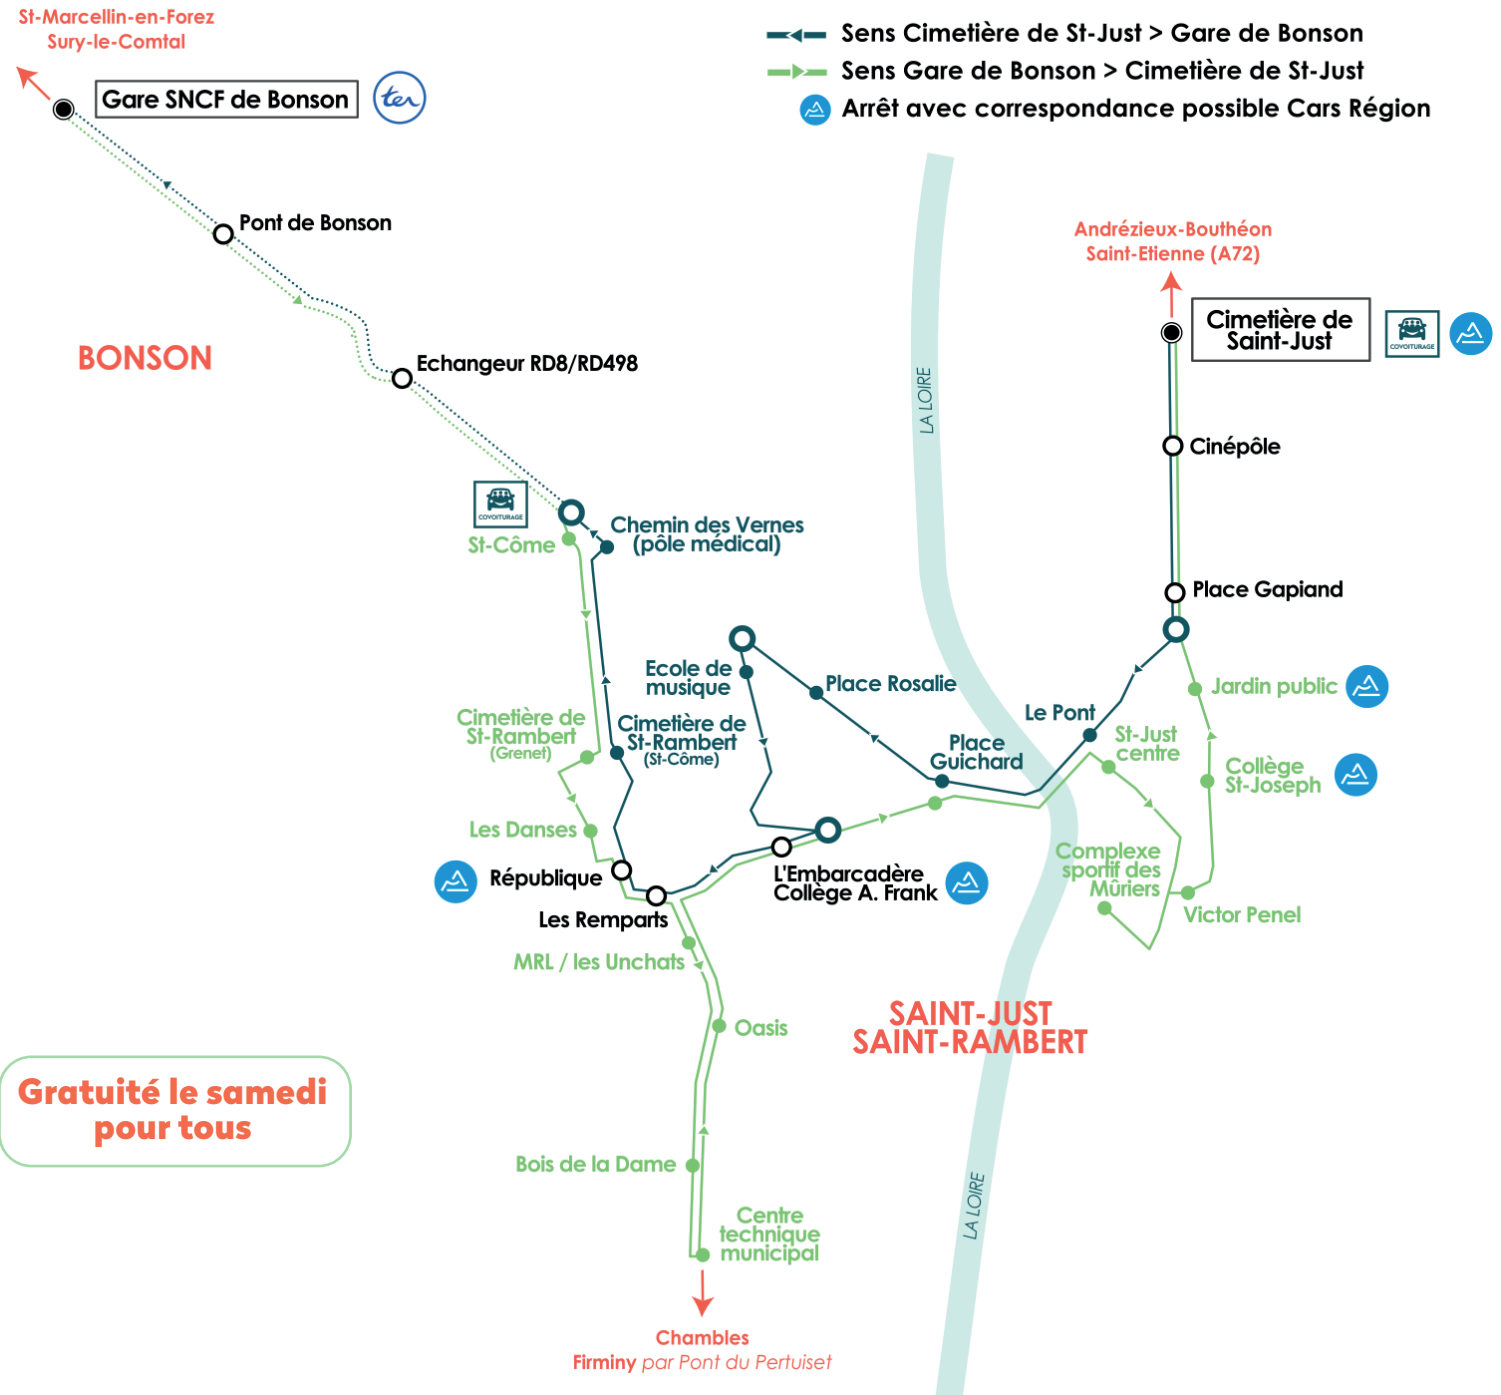 St-Marcellin-en-Forez
Sury-le-Comtal
Gare SNCF de Bonson
ter
Sens Cimetière de St-Just > Gare de Bonson
Sens Gare de Bonson > Cimetière de St-Just
Arrêt avec correspondance possible Cars Région
Pont de Bonson
BONSON
Echangeur RD8/RD498
LA LOIRE
Andrézieux-Bouthéon
Saint-Etienne (A72)
Cimetière de
Saint-Just
COVOITURAGE
Cinépôle
Place Gapiand
COVOITURAGE
St-Côme
Chemin des Vernes
(pôle médical)
Ecole de
musique
Place Rosalie
Le Pont
Jardin public
Cimetière de
St-Rambert
(Grenet)
Cimetière de
St-Rambert
(St-Côme)
Place
Guichard
St-Just
centre
Collège
St-Joseph
Les Danses
République
Les Remparts
L'Embarcadère
Collège A. Frank
Complexe
sportif des
Mûriers
Victor Penel
MRL / les Unchats
Oasis
SAINT-JUST
SAINT-RAMBERT
Gratuité le samedi
pour tous
Bois de la Dame
Centre
technique
municipal
LA LOIRE
Chambles
Firminy par Pont du Pertuiset